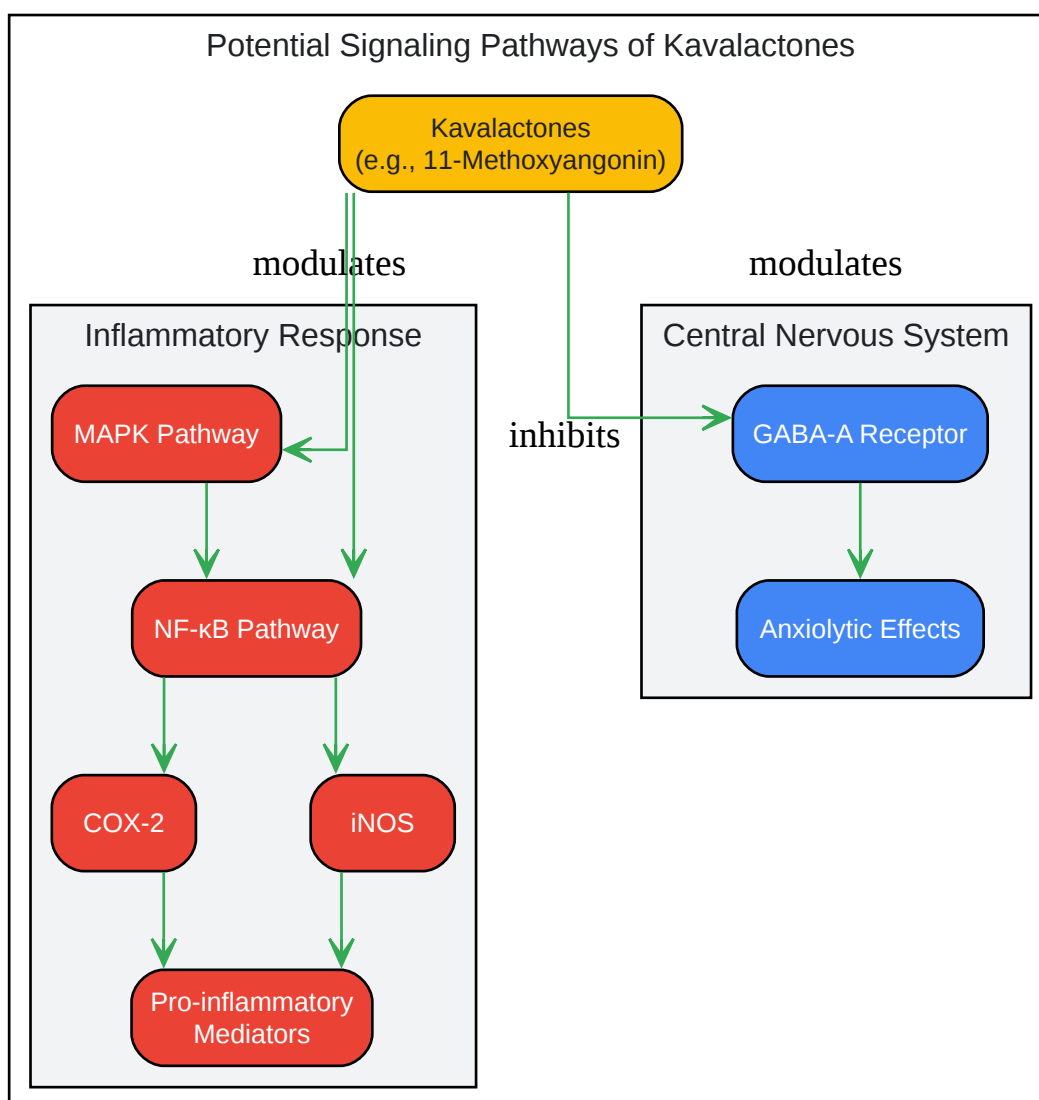 Potential Signaling Pathways of Kavalactones
Kavalactones
(e.g., 11-Methoxyangonin)
modulates
modulates
Inflammatory Response
Central Nervous System
MAPK Pathway
inhibits
GABA-A Receptor
NF-κB Pathway
Anxiolytic Effects
COX-2
iNOS
Pro-inflammatory
Mediators